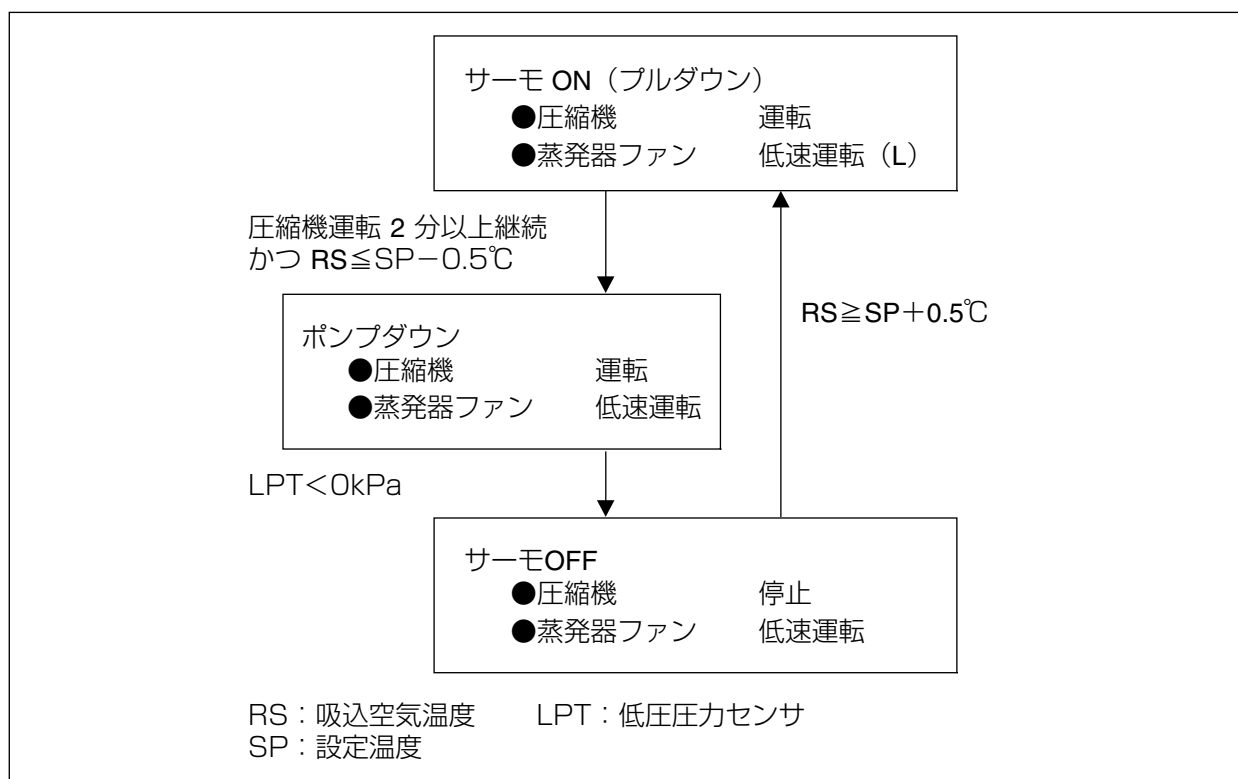 サーモ ON（プルダウン）
●圧縮機　運転
●蒸発器ファン　低速運転（L）
圧縮機運転 2 分以上継続
かつ RS≦SP－0.5℃
RS≧SP＋0.5℃
ポンプダウン
●圧縮機　運転
●蒸発器ファン　低速運転
LPT＜0kPa
サーモOFF
●圧縮機　停止
●蒸発器ファン　低速運転
RS：吸込空気温度　LPT：低圧圧力センサ
SP：設定温度